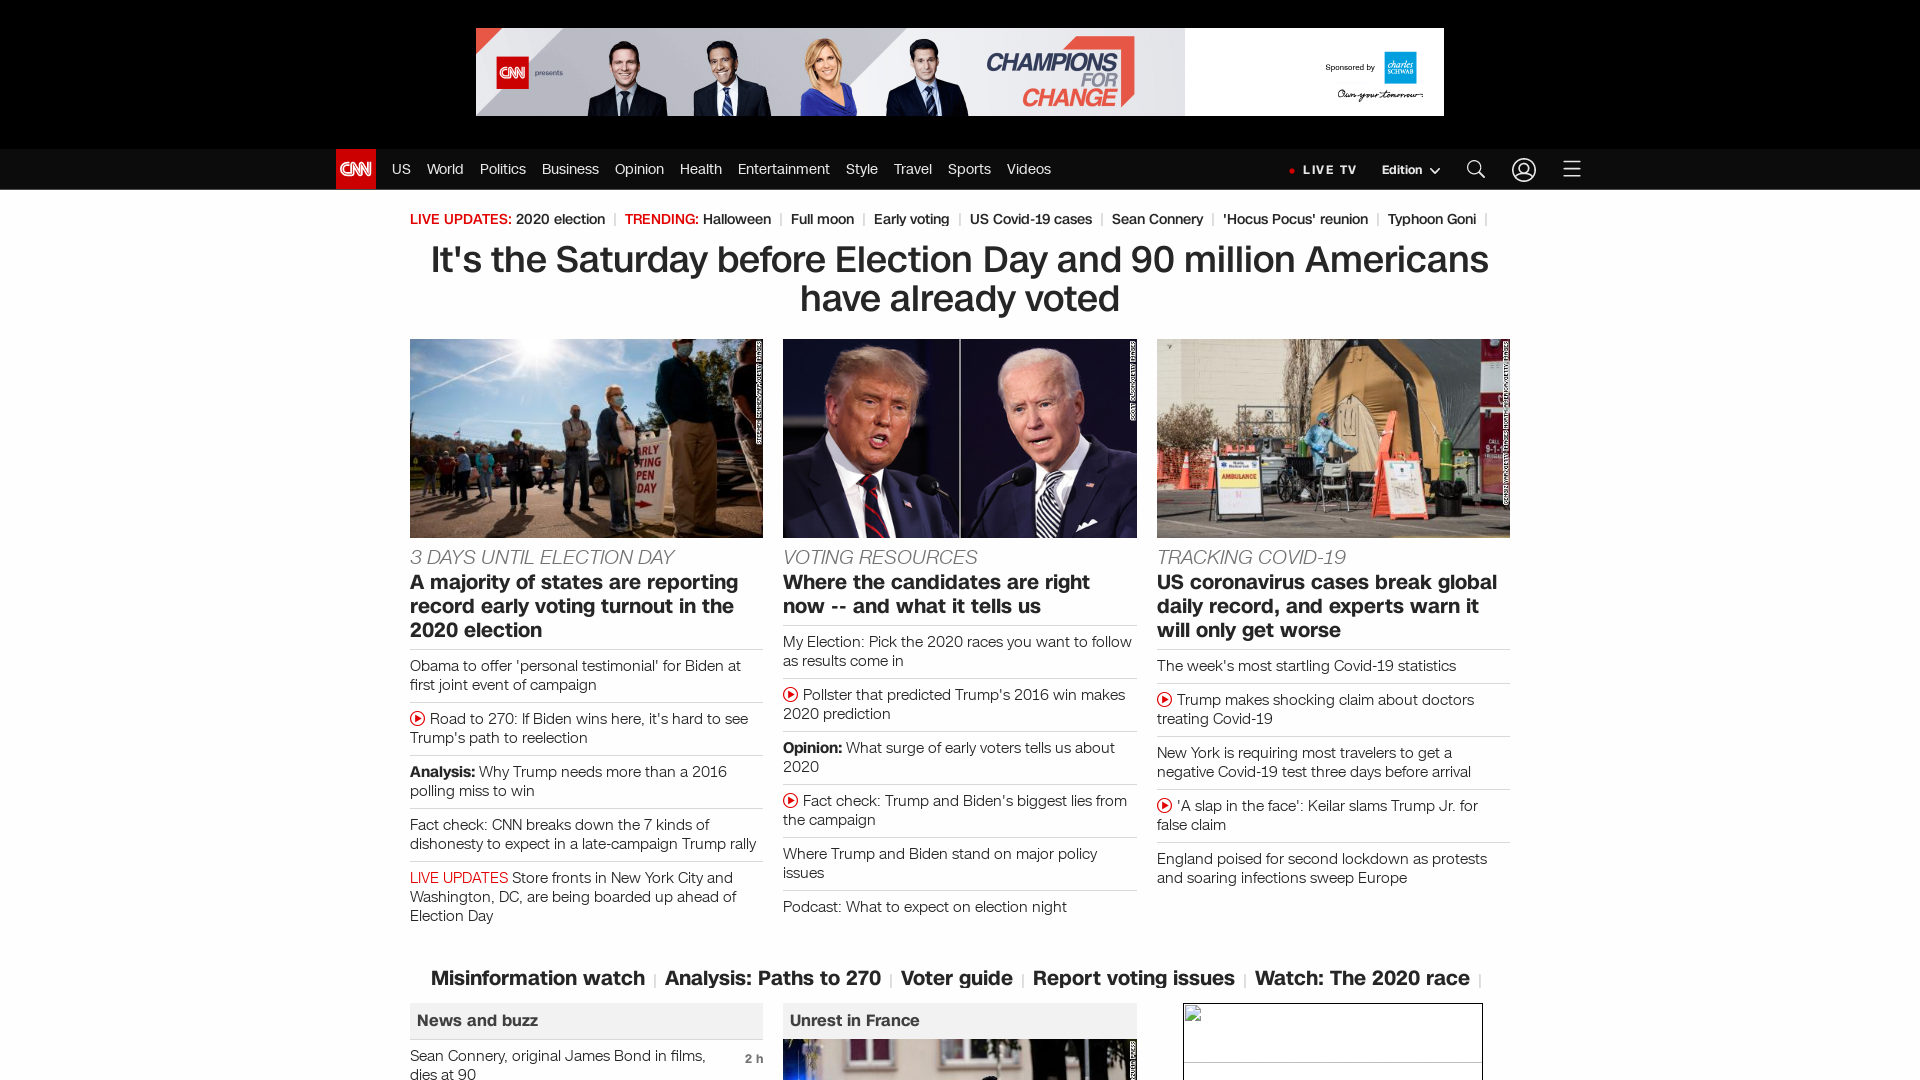 CNN presents
CHAMPIONS
FOR
CHANGE
Sponsored by
charles
SCHWAB
Own your tomorrow.
CNN US World Politics Business Opinion Health Entertainment Style Travel Sports Videos LIVE TV Edition
LIVE UPDATES: 2020 election TRENDING: Halloween Full moon Early voting US Covid-19 cases Sean Connery 'Hocus Pocus' reunion Typhoon Goni
It's the Saturday before Election Day and 90 million Americans
have already voted
VOTING
OPEN
AMBULANCE
3 DAYS UNTIL ELECTION DAY
A majority of states are reporting
record early voting turnout in the
2020 election
Obama to offer 'personal testimonial' for Biden at
first joint event of campaign
Road to 270: If Biden wins here, it's hard to see
Trump's path to reelection
Analysis: Why Trump needs more than a 2016
polling miss to win
Fact check: CNN breaks down the 7 kinds of
dishonesty to expect in a late-campaign Trump rally
LIVE UPDATES Store fronts in New York City and
Washington, DC, are being boarded up ahead of
Election Day
VOTING RESOURCES
Where the candidates are right
now -- and what it tells us
My Election: Pick the 2020 races you want to follow
as results come in
Pollster that predicted Trump's 2016 win makes
2020 prediction
Opinion: What surge of early voters tells us about
2020
Fact check: Trump and Biden's biggest lies from
the campaign
Where Trump and Biden stand on major policy
issues
Podcast: What to expect on election night
TRACKING COVID-19
US coronavirus cases break global
daily record, and experts warn it
will only get worse
The week's most startling Covid-19 statistics
Trump makes shocking claim about doctors
treating Covid-19
New York is requiring most travelers to get a
negative Covid-19 test three days before arrival
'A slap in the face': Keilar slams Trump Jr. for
false claim
England poised for second lockdown as protests
and soaring infections sweep Europe
Misinformation watch Analysis: Paths to 270 Voter guide Report voting issues Watch: The 2020 race
News and buzz
Sean Connery, original James Bond in films, 2 h
dies at 90
Unrest in France